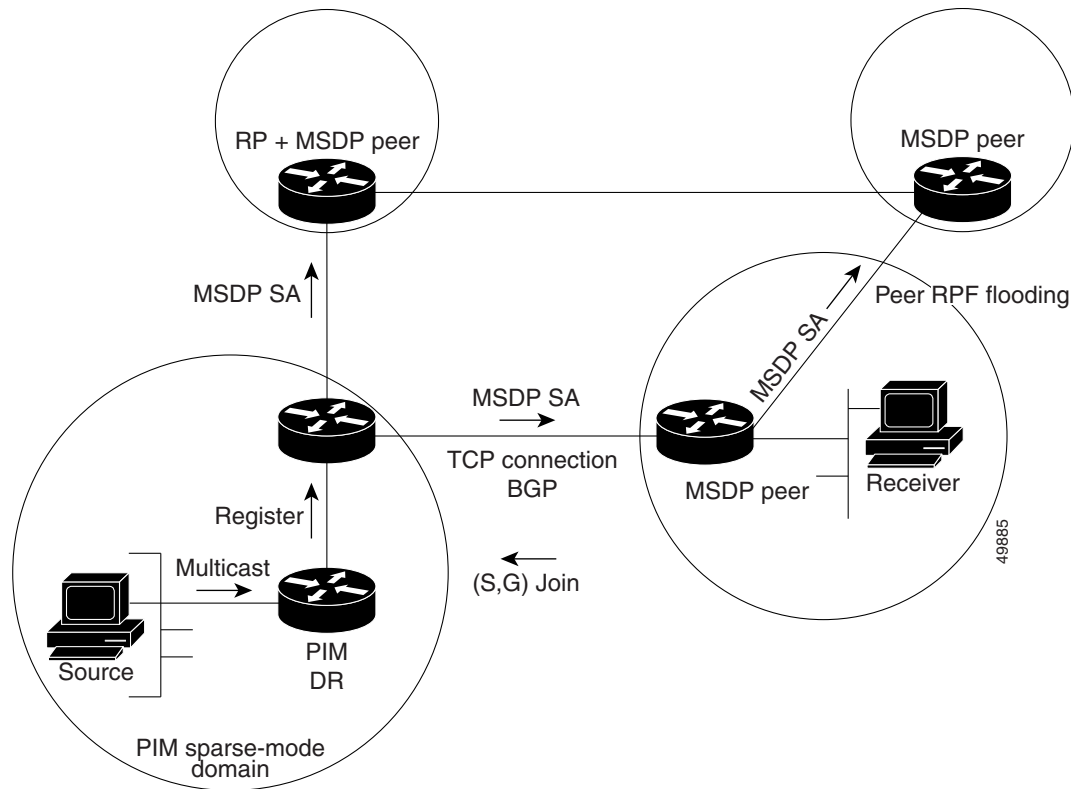 RP + MSDP peer
MSDP peer
MSDP SA
Peer RPF flooding
MSDP SA
MSDP SA
TCP connection
BGP
MSDP peer
Receiver
Register
Multicast
(S,G) Join
Source
PIM
DR
PIM sparse-mode
domain
49885